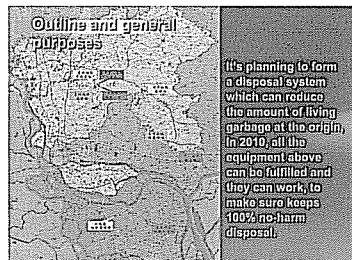 Outline and general
purposes
It's planning to form
a disposal system
which can reduce
the amount of living
garbage at the origin,
In 2010, all the
equipment above
can be fulfilled and
they can work, to
make sure keeps
100% no-harm
disposal.